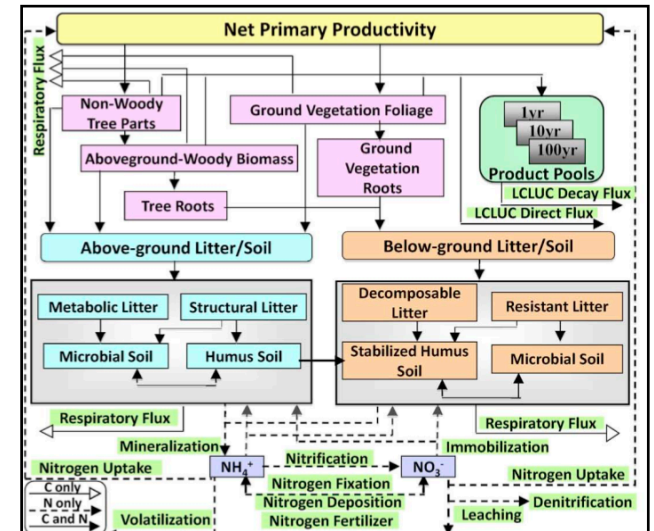 Net Primary Productivity
Respiratory Flux
Non-Woody
Tree Parts
Ground Vegetation Foliage
1yr
10yr
100yr
Product Pools
Aboveground-Woody Biomass
Ground
Vegetation
Roots
Tree Roots
LCLUC Decay Flux
LCLUC Direct Flux
Above-ground Litter/Soil
Below-ground Litter/Soil
Metabolic Litter
Structural Litter
Microbial Soil
Humus Soil
Decomposable
Litter
Resistant Litter
Stabilized Humus
Soil
Microbial Soil
Respiratory Flux
Respiratory Flux
Mineralization
Immobilization
Nitrogen Uptake
NH₄⁺
Nitrification
NO₃⁻
Nitrogen Uptake
Nitrogen Fixation
Nitrogen Deposition
Nitrogen Fertilizer
Denitrification
Leaching
Volatilization
C only
N only
C and N